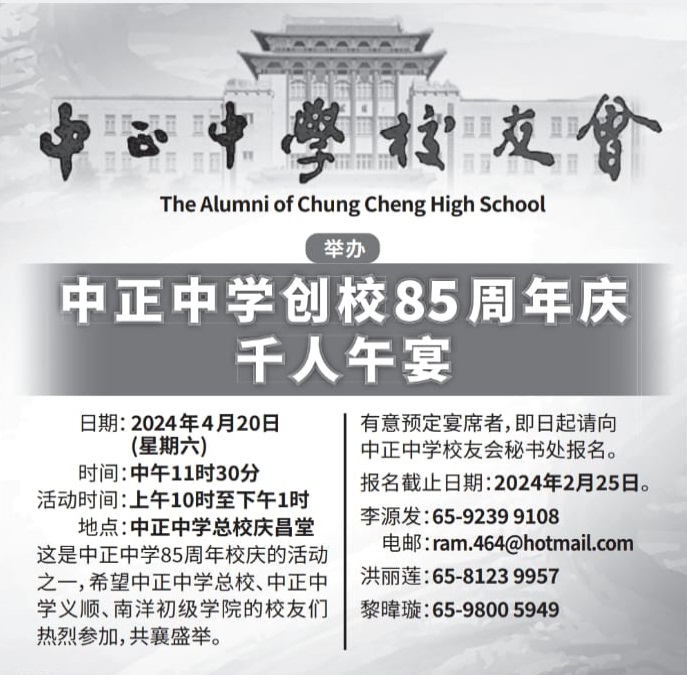 中正中學校友會
The Alumni of Chung Cheng High School
举办
中正中学创校85周年庆
千人午宴
日期：2024年4月20日
(星期六)
时间：中午11时30分
活动时间：上午10时至下午1时
地点：中正中学总校庆昌堂
这是中正中学85周年校庆的活动
之一，希望中正中学总校、中正中
学义顺、南洋初级学院的校友们
热烈参加，共襄盛举。
有意预定宴席者，即日起请向
中正中学校友会秘书处报名。
报名截止日期：2024年2月25日。
李源发：65-9239 9108
电邮：ram.464@hotmail.com
洪丽莲：65-8123 9957
黎暐璇：65-9800 5949